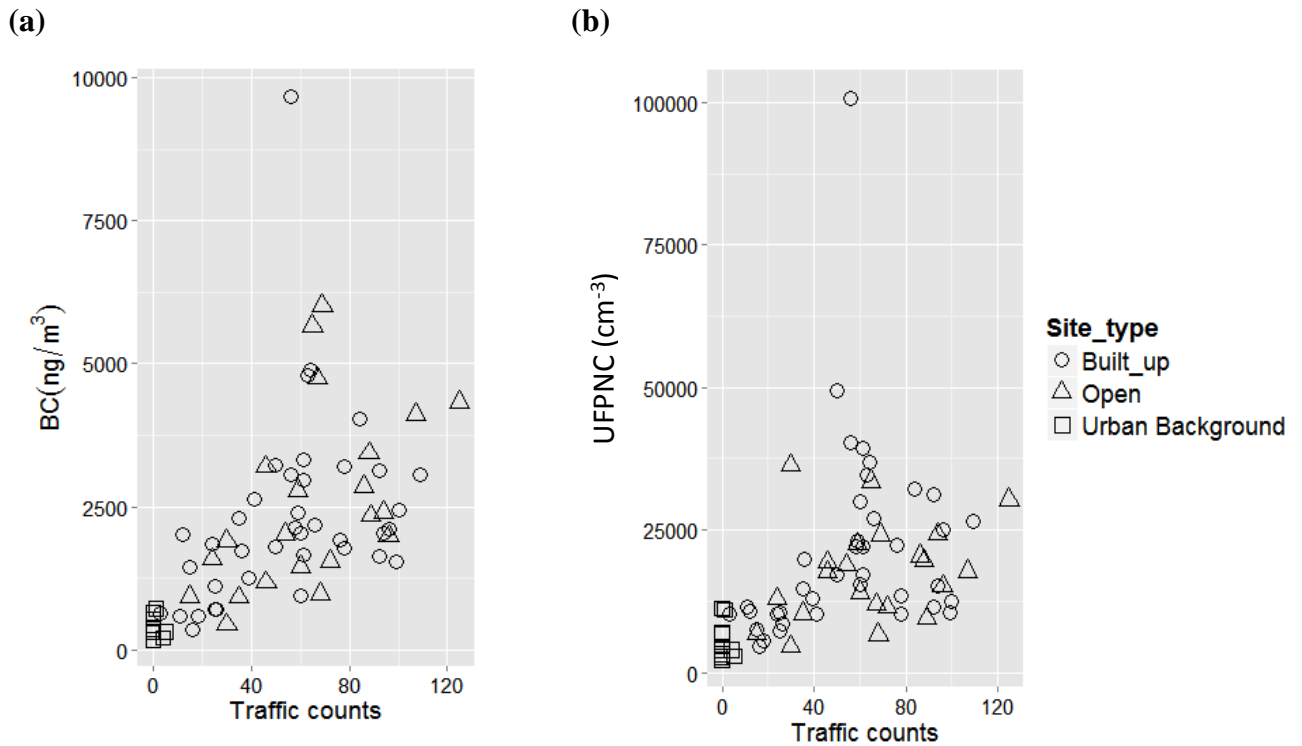 (a)
(b)
10000
7500
5000
2500
0
BC(ng/m³)
0 40 80 120
Traffic counts
100000
75000
50000
25000
0
UFPNC (cm⁻³)
0 40 80 120
Traffic counts
Site_type
Built_up
Open
Urban Background